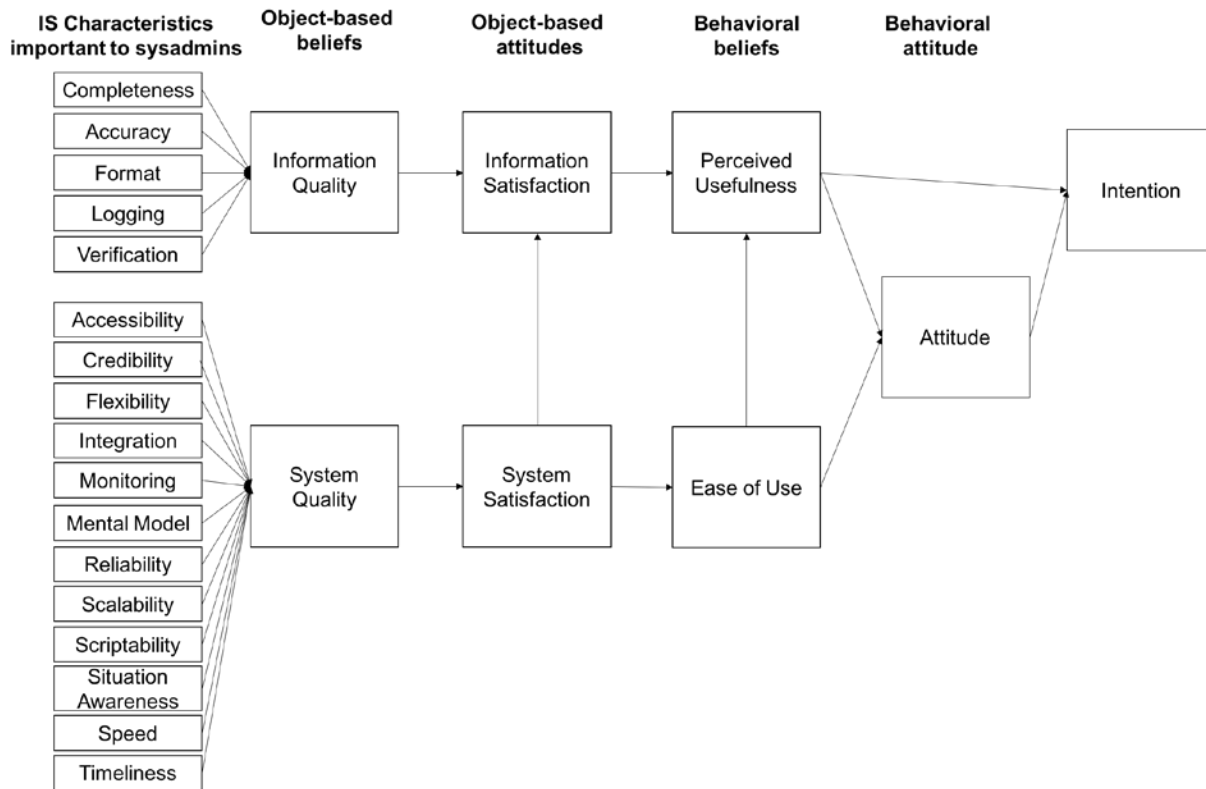 IS Characteristics
important to sysadmins
Object-based
beliefs
Object-based
attitudes
Behavioral
beliefs
Behavioral
attitude
Completeness
Accuracy
Format
Logging
Verification
Information
Quality
Information
Satisfaction
Perceived
Usefulness
Intention
Attitude
Accessibility
Credibility
Flexibility
Integration
Monitoring
Mental Model
Reliability
Scalability
Scriptability
Situation
Awareness
Speed
Timeliness
System
Quality
System
Satisfaction
Ease of Use